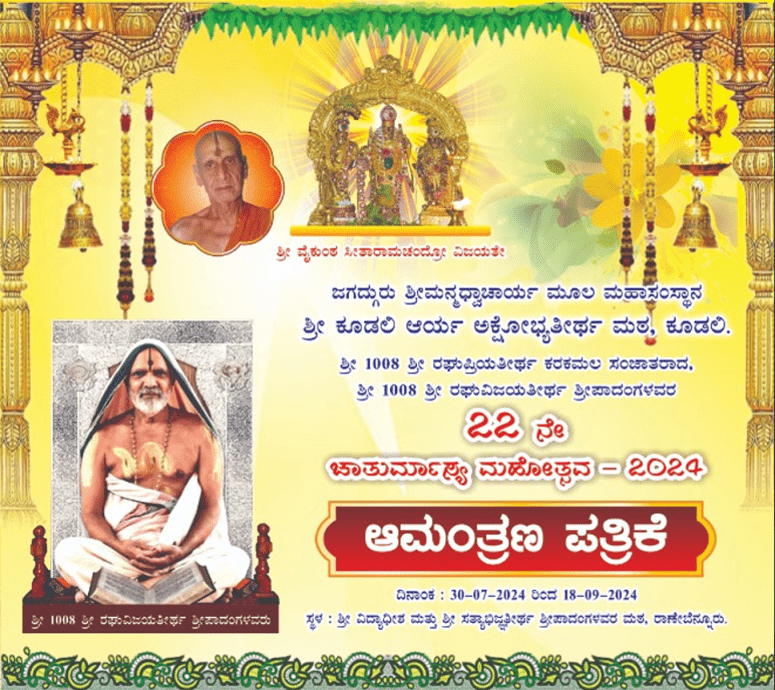 ಶ್ರೀ ವೈಕುಂಠ ಸೀತಾರಾಮಚಂದ್ರೋ ವಿಜಯತೇ
ಜಗದ್ಗುರು ಶ್ರೀಮನ್ಮಧ್ವಾಚಾರ್ಯ ಮೂಲ ಮಹಾಸಂಸ್ಥಾನ
ಶ್ರೀ ಕೂಡಲಿ ಆರ್ಯ ಅಕ್ಷೋಭ್ಯತೀರ್ಥ ಮಠ, ಕೂಡಲಿ.
ಶ್ರೀ 1008 ಶ್ರೀ ರಘುಪ್ರಿಯತೀರ್ಥ ಕರಕಮಲ ಸಂಜಾತರಾದ,
ಶ್ರೀ 1008 ಶ್ರೀ ರಘುವಿಜಯತೀರ್ಥ ಶ್ರೀಪಾದಂಗಳವರ
22 ನೇ
ಚಾತುರ್ಮಾಸ್ಯ ಮಹೋತ್ಸವ – 2024
ಆಮಂತ್ರಣ ಪತ್ರಿಕೆ
ದಿನಾಂಕ : 30-07-2024 ರಿಂದ 18-09-2024
ಸ್ಥಳ : ಶ್ರೀ ವಿದ್ಯಾಧೀಶ ಮತ್ತು ಶ್ರೀ ಸತ್ಯಾಭಿಜ್ಞತೀರ್ಥ ಶ್ರೀಪಾದಂಗಳವರ ಮಠ, ರಾಣೇಬೆನ್ನೂರು.
ಶ್ರೀ 1008 ಶ್ರೀ ರಘುವಿಜಯತೀರ್ಥ ಶ್ರೀಪಾದಂಗಳವರು